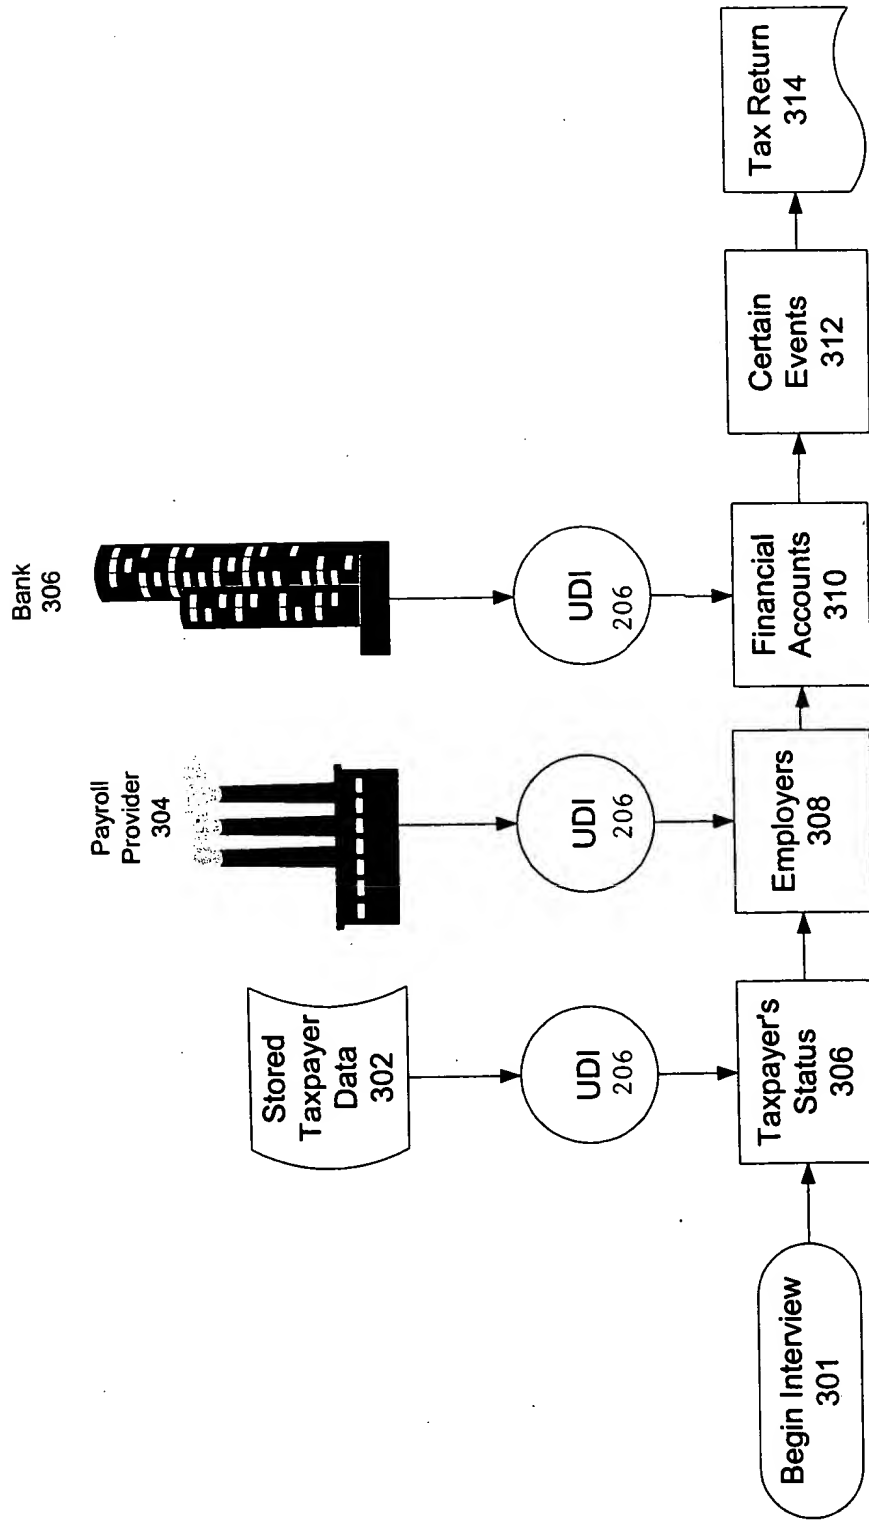 Bank
306
Payroll
Provider
304
Stored
Taxpayer
Data
302
UDI
206
UDI
206
UDI
206
Begin Interview
301
Taxpayer's
Status
306
Employers
308
Financial
Accounts
310
Certain
Events
312
Tax Return
314